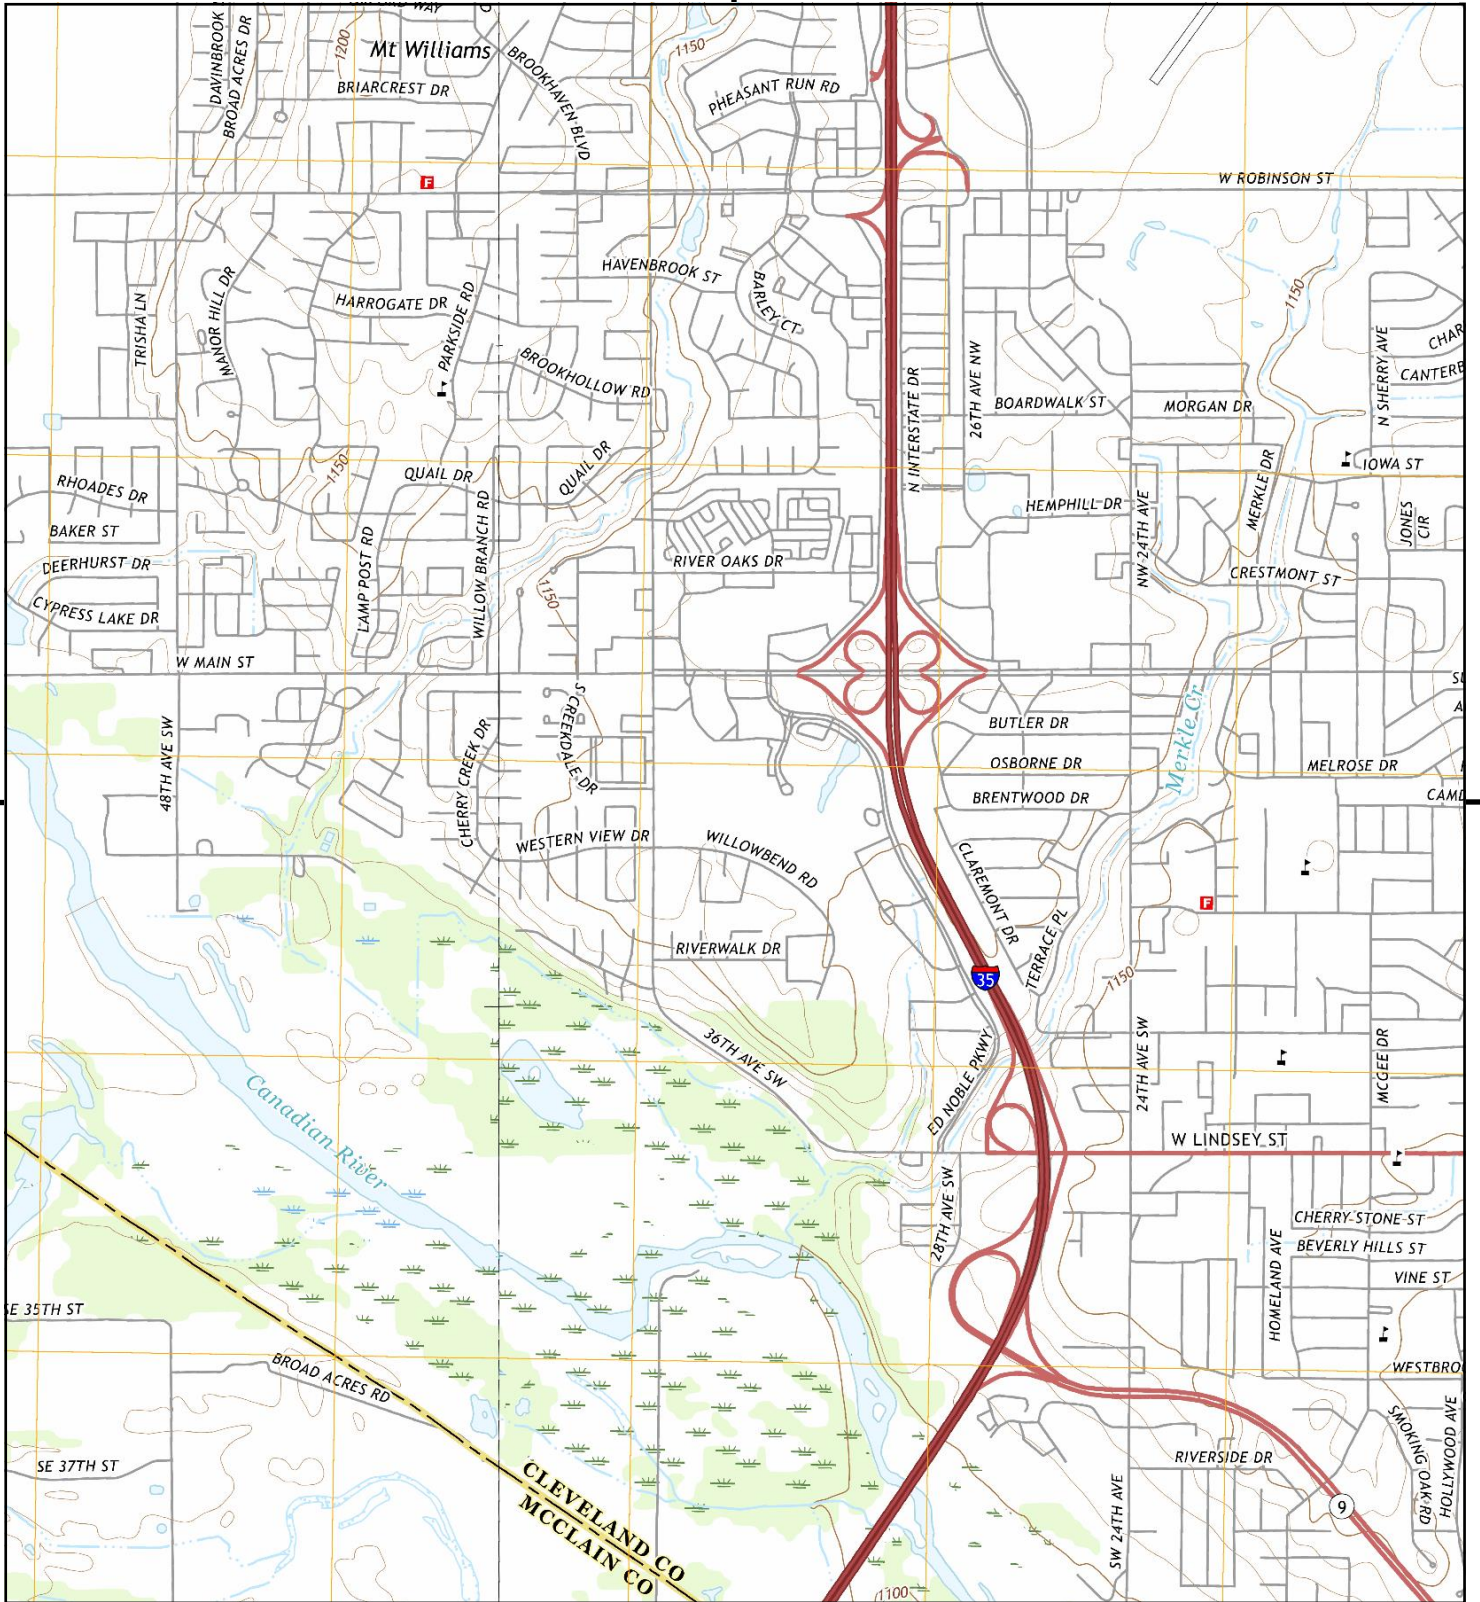 DAVINBROOK
BROAD ACRES DR
1200
Mt Williams
BRIARCREST DR
BROOKHAVEN BLVD
1150
PHEASANT RUN RD
W ROBINSON ST
F
TRISHA LN
MANOR HILL DR
HARROGATE DR
PARKSIDE RD
HAVENBROOK ST
BARLEY CT
BROOKHOLLOW RD
N INTERSTATE DR
26TH AVE NW
BOARDWALK ST
MORGAN DR
1150
N SHERRY AVE
CHAR
CANTERB
RHOADES DR
BAKER ST
DEERHURST DR
CYPRESS LAKE DR
1150
QUAIL DR
QUAIL DR
LAMP POST RD
WILLOW BRANCH RD
1150
RIVER OAKS DR
HEMPHILL DR
NW 24TH AVE
MERKLE DR
IOWA ST
JONES CIR
CRESTMONT ST
W MAIN ST
48TH AVE SW
CHERRY CREEK DR
S CREEKDALE DR
BUTLER DR
OSBORNE DR
BRENTWOOD DR
Merkle Cr
MELROSE DR
CAMD
WESTERN VIEW DR
WILLOWBEND RD
CLAREMONT DR
TERRACE PL
F
RIVERWALK DR
35
1150
36TH AVE SW
ED NOBLE PKWY
24TH AVE SW
MCGEE DR
Canadian River
W LINDSEY ST
28TH AVE SW
CHERRY STONE ST
BEVERLY HILLS ST
HOMELAND AVE
VINE ST
SE 35TH ST
BROAD ACRES RD
WESTBRO
SE 37TH ST
CLEVELAND CO
MCCLAIN CO
RIVERSIDE DR
SMOKING OAK RD
HOLLYWOOD AVE
SW 24TH AVE
9
1100